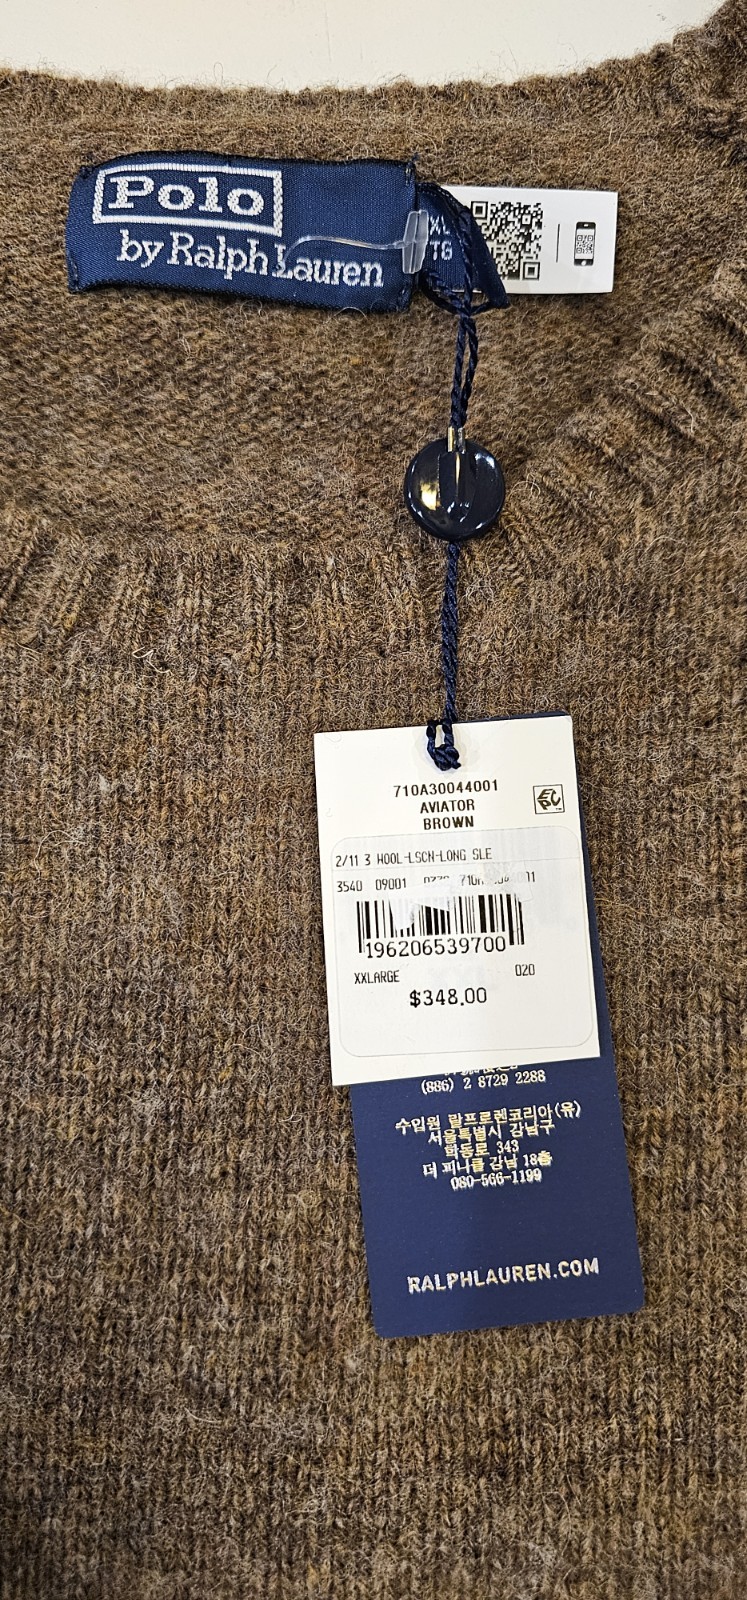 Polo
by Ralph Lauren
710A30044001
AVIATOR
BROWN
2/11 3 WOOL-LSCN-LONG SLE
3540 09001
196206539700
XXLARGE 020
$348.00
(886) 2 8729 2288
수입원 랄프로렌코리아(유)
서울특별시 강남구
학동로 343
더 피나클 강남 18층
080-566-1199
RALPHLAUREN.COM